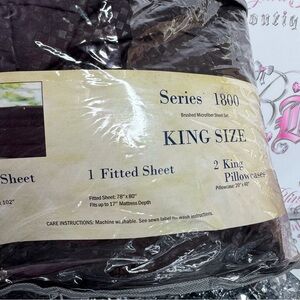 Series 1800
Brushed Microfiber Sheet Set
KING SIZE
Sheet
102"
1 Fitted Sheet
Fitted Sheet: 78" x 80"
Fits up to 17" Mattress Depth
2 King
Pillowcases
Pillowcase: 20" x 40"
CARE INSTRUCTIONS: Machine washable. See sewn label for wash instructions.